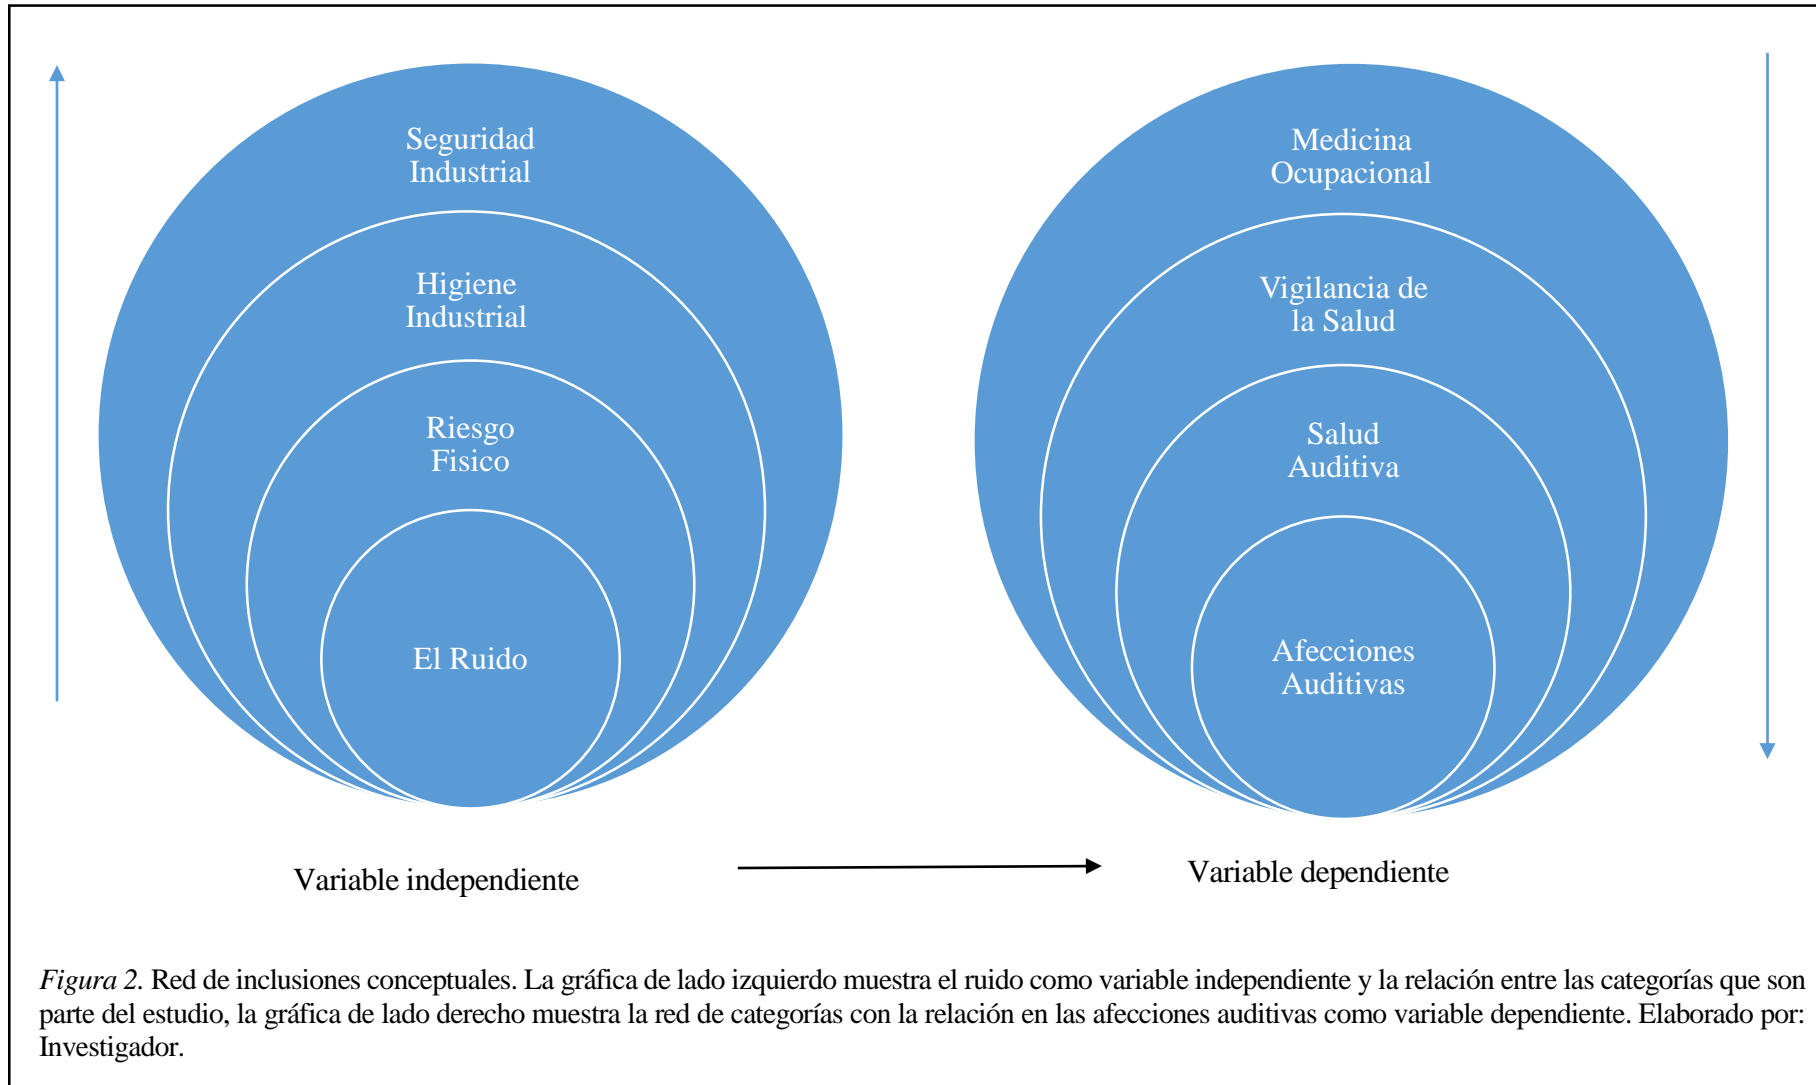 Seguridad
Industrial
Higiene
Industrial
Riesgo
Fisico
El Ruido
Medicina
Ocupacional
Vigilancia de
la Salud
Salud
Auditiva
Afecciones
Auditivas
Variable independiente
Variable dependiente
Figura 2. Red de inclusiones conceptuales. La gráfica de lado izquierdo muestra el ruido como variable independiente y la relación entre las categorías que son
parte del estudio, la gráfica de lado derecho muestra la red de categorías con la relación en las afecciones auditivas como variable dependiente. Elaborado por:
Investigador.